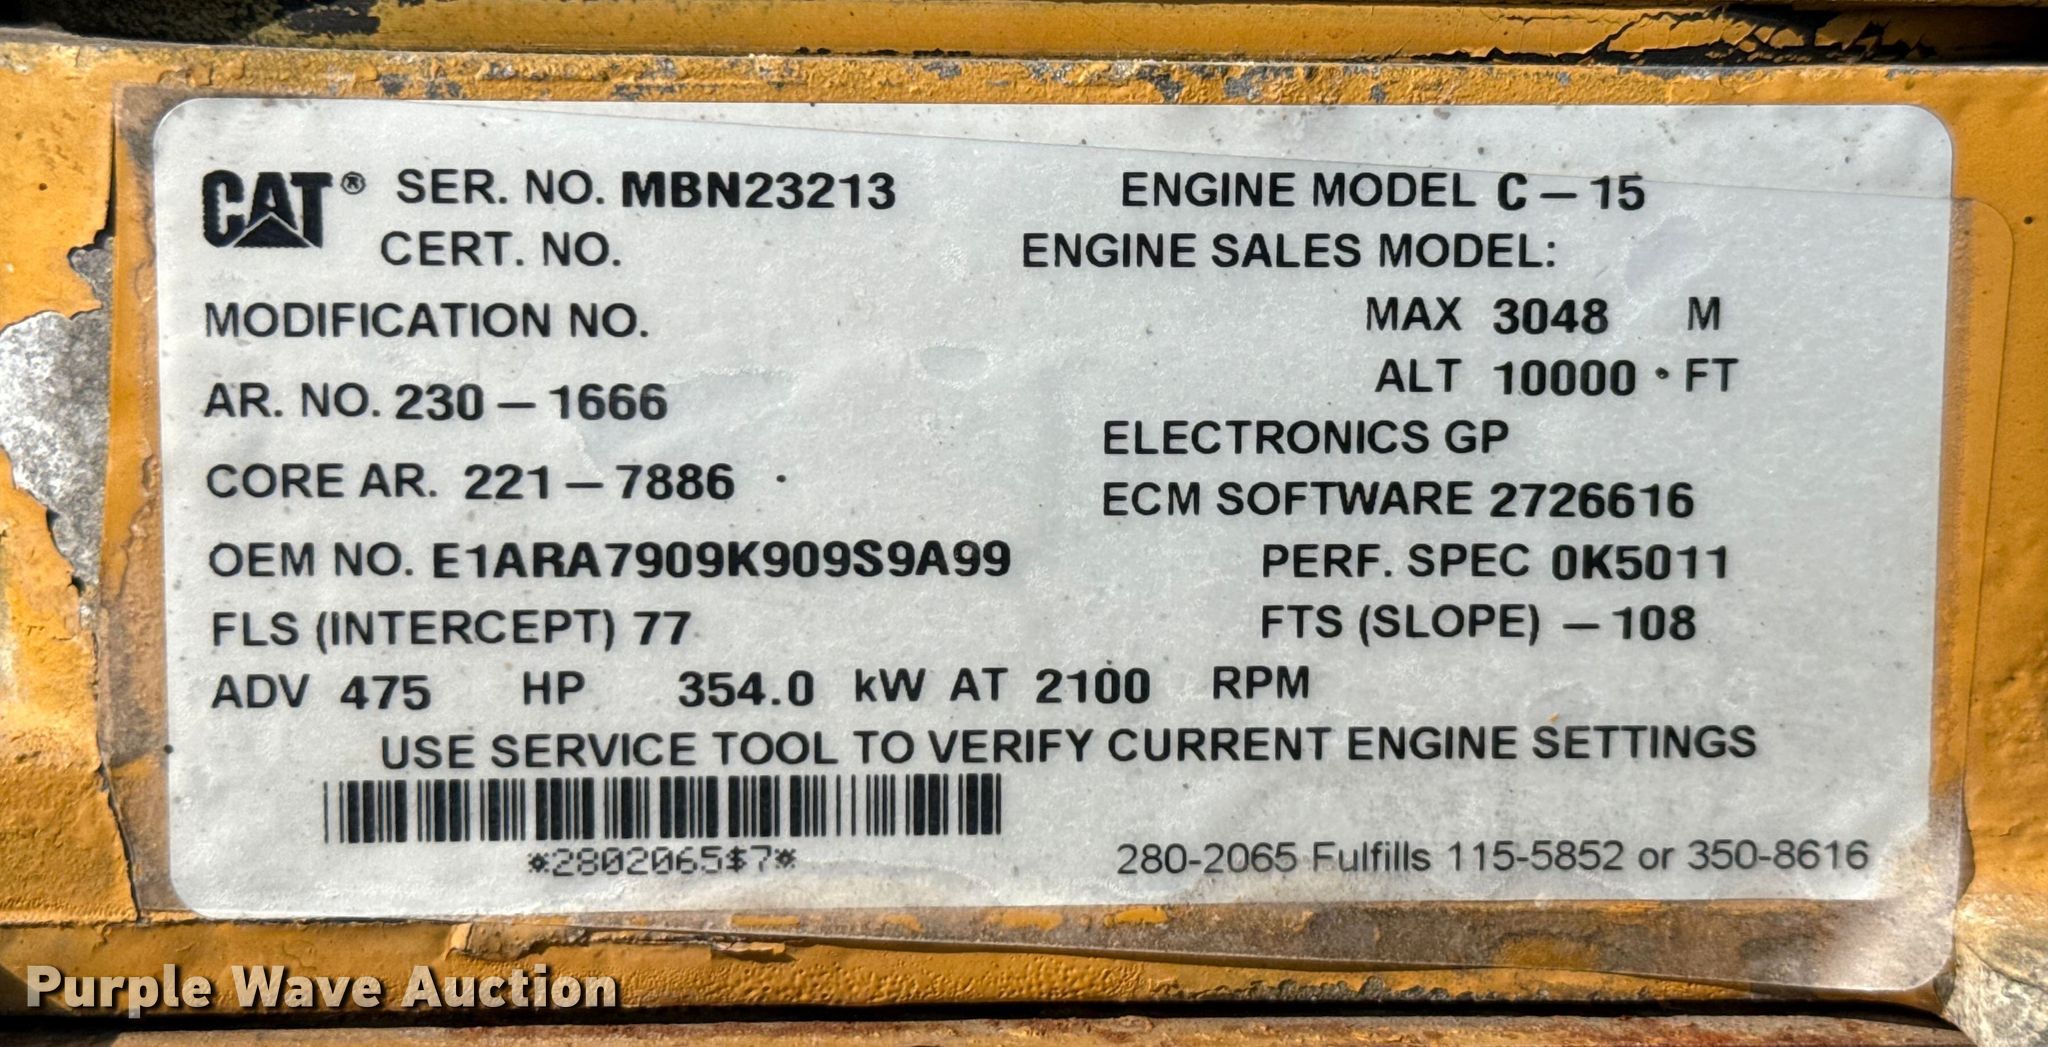 CAT® SER. NO. MBN23213 ENGINE MODEL C-15
CERT. NO. ENGINE SALES MODEL:
MODIFICATION NO. MAX 3048 M
ALT 10000 FT
AR. NO. 230-1666
ELECTRONICS GP
CORE AR. 221-7886 ECM SOFTWARE 2726616
OEM NO. E1ARA7909K909S9A99 PERF. SPEC 0K5011
FLS (INTERCEPT) 77 FTS (SLOPE) -108
ADV 475 HP 354.0 kW AT 2100 RPM
USE SERVICE TOOL TO VERIFY CURRENT ENGINE SETTINGS
*2802065$7* 280-2065 Fulfills 115-5852 or 350-8616
Purple Wave Auction